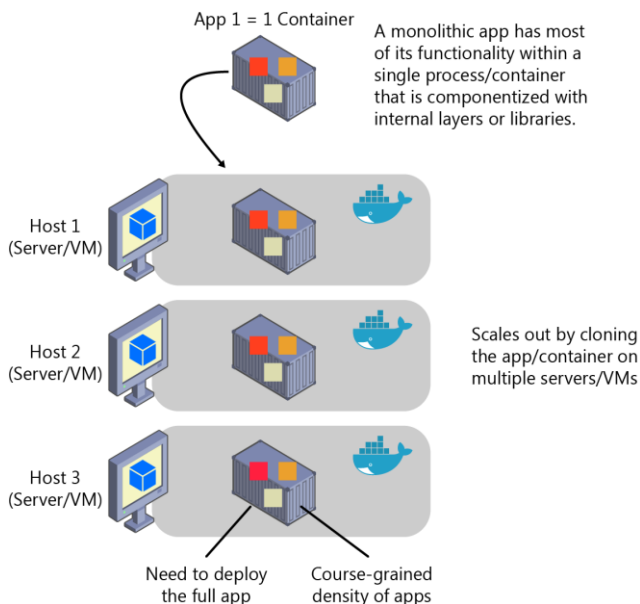 App 1 = 1 Container
A monolithic app has most
of its functionality within a
single process/container
that is componentized with
internal layers or libraries.
Host 1
(Server/VM)
Host 2
(Server/VM)
Scales out by cloning
the app/container on
multiple servers/VMs
Host 3
(Server/VM)
Need to deploy
the full app
Course-grained
density of apps